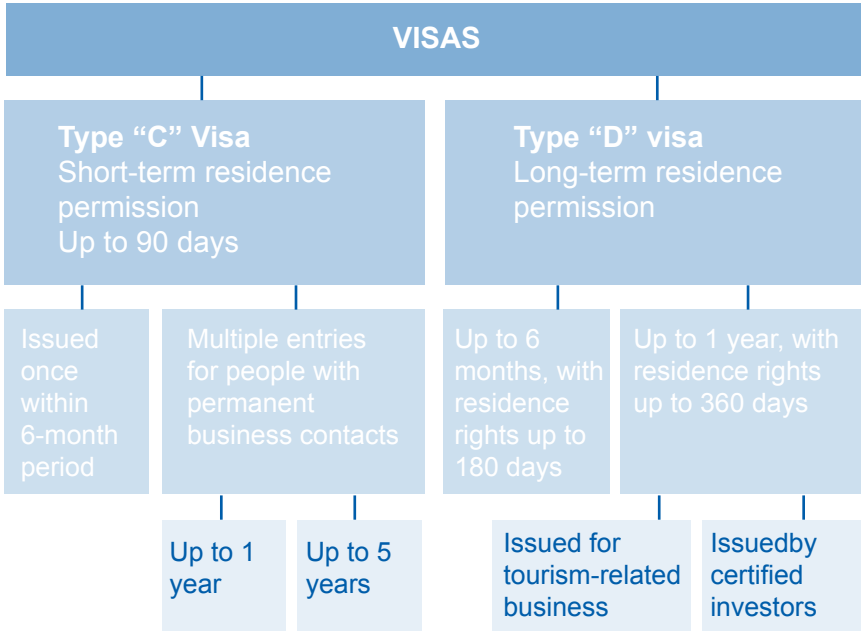 VISAS
Type “C” Visa
Short-term residence
permission
Up to 90 days
Type “D” visa
Long-term residence
permission
Issued
once
within
6-month
period
Multiple entries
for people with
permanent
business contacts
Up to 6
months, with
residence
rights up to
180 days
Up to 1 year, with
residence rights
up to 360 days
Up to 1
year
Up to 5
years
Issued for
tourism-related
business
Issuedby
certified
investors